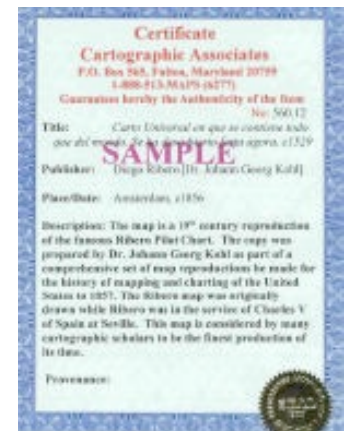 Certificate
Cartographic Associates
P.O. Box 565, Fulton, Maryland 20759
1-888-513-MAPS (6277)
Guarantees hereby the Authenticity of the Item
No: 560.12
Title: Carta Universal en que se contiene todo
que del agora, c1529
SAMPLE
Publisher: Diego Ribero [Dr. Johann Georg Kohl]
Place/Date: Amsterdam, c1856
Description: The map is a 19th century reproduction
of the famous Ribero Pilot Chart. The copy was
prepared by Dr. Johann Georg Kohl as part of a
comprehensive set of map reproductions he made for
the history of mapping and charting of the United
States to 1857. The Ribero map was originally
drawn while Ribero was in the service of Charles V
of Spain at Seville. This map is considered by many
cartographic scholars to be the finest production of
its time.
Provenance: